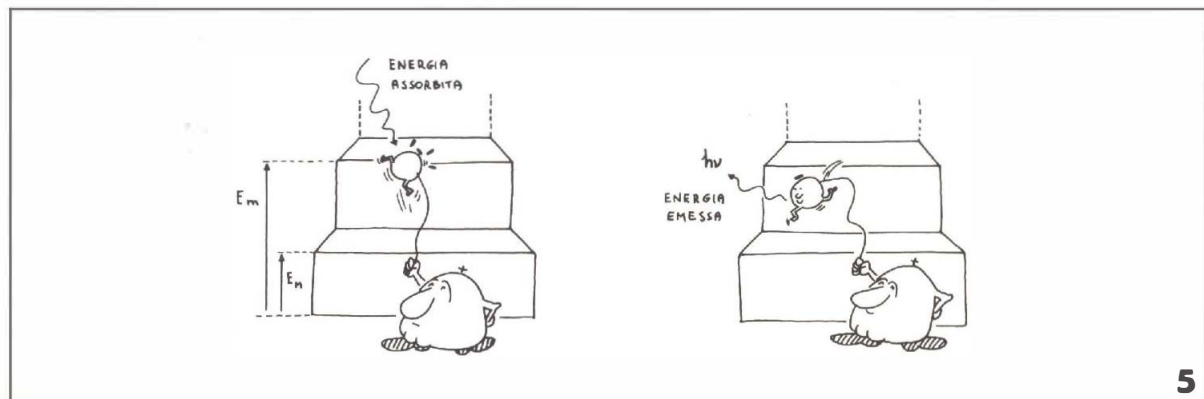 ENERGIA
ASSORBITA
Em
En
hν
ENERGIA
EMESSA
5